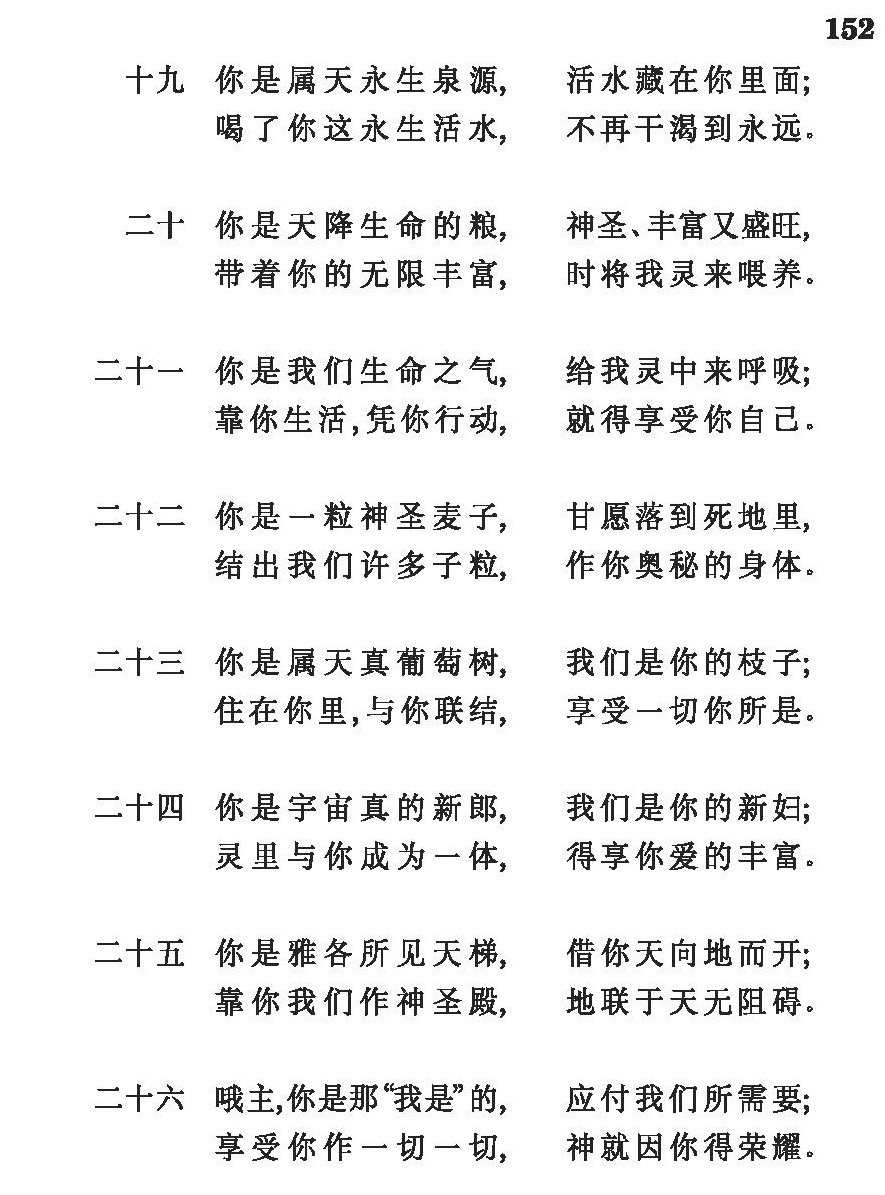 152
十九 你是属天永生泉源, 活水藏在你里面;
喝了你这永生活水, 不再干渴到永远。
二十 你是天降生命的粮, 神圣、丰富又盛旺,
带着你的无限丰富, 时将我灵来喂养。
二十一 你是我们生命之气, 给我灵中来呼吸;
靠你生活,凭你行动, 就得享受你自己。
二十二 你是一粒神圣麦子, 甘愿落到死地里,
结出我们许多子粒, 作你奥秘的身体。
二十三 你是属天真葡萄树, 我们是你的枝子;
住在你里,与你联结, 享受一切你所是。
二十四 你是宇宙真的新郎, 我们是你的新妇;
灵里与你成为一体, 得享你爱的丰富。
二十五 你是雅各所见天梯, 借你天向地而开;
靠你我们作神圣殿, 地联于天无阻碍。
二十六 哦主,你是那“我是”的, 应付我们所需要;
享受你作一切一切, 神就因你得荣耀。